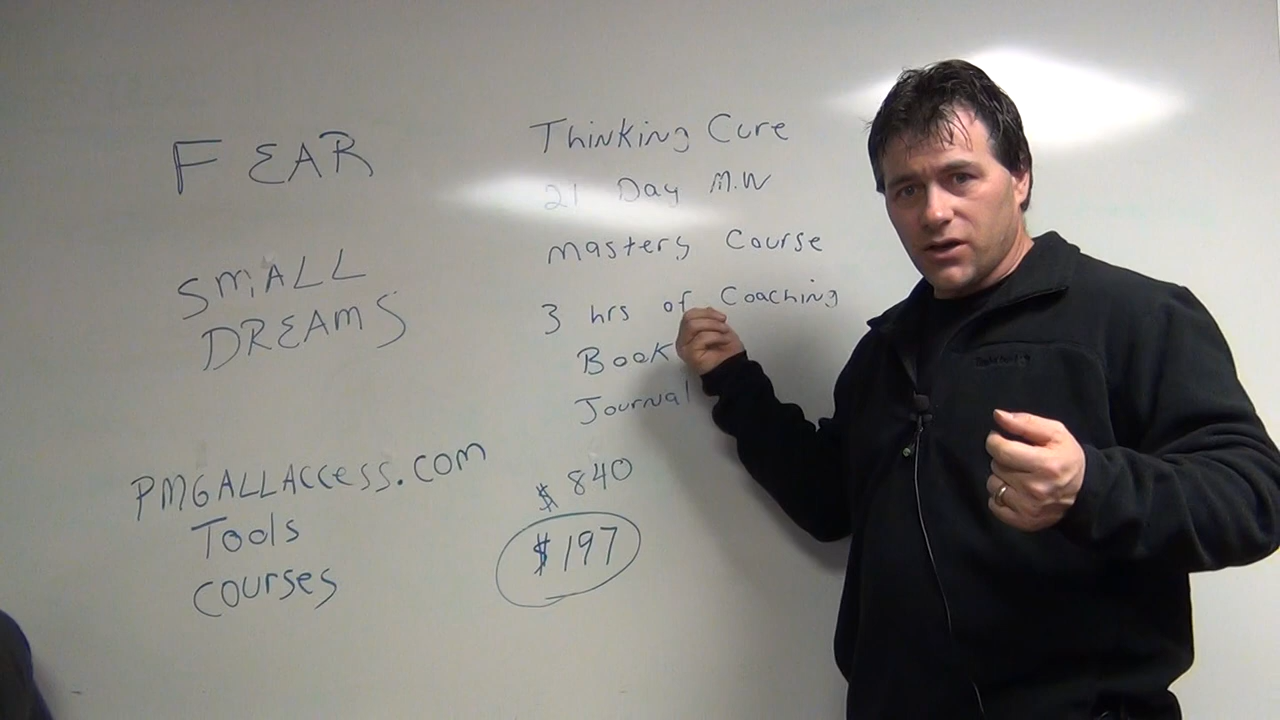 FEAR
SMALL
DREAMS
PMGALLACCESS.COM
Tools
Courses
Thinking Cure
21 Day M.W
Mastery Course
3 hrs of Coaching
Book
Journal
$840
$197